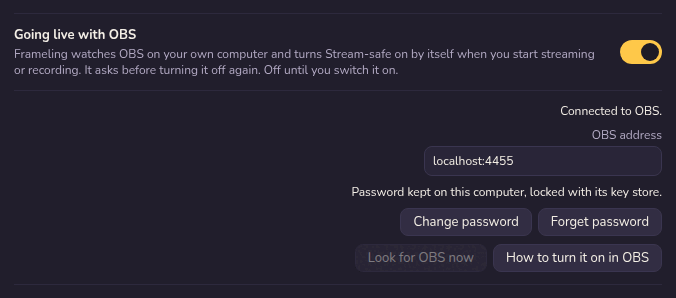 Going live with OBS
Frameling watches OBS on your own computer and turns Stream-safe on by itself when you start streaming
or recording. It asks before turning it off again. Off until you switch it on.
Connected to OBS.
OBS address
localhost:4455
Password kept on this computer, locked with its key store.
Change password
Forget password
Look for OBS now
How to turn it on in OBS